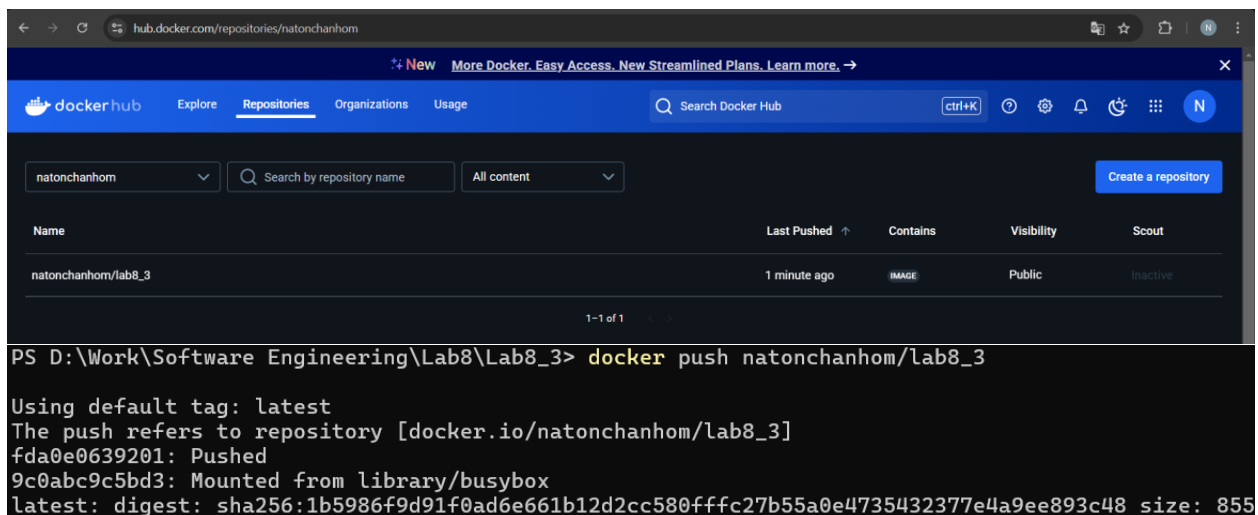 hub.docker.com/repositories/natonchanhom
N
New More Docker. Easy Access. New Streamlined Plans. Learn more. →
dockerhub Explore Repositories Organizations Usage Search Docker Hub ctrl+K N
natonchanhom Search by repository name All content Create a repository
Name Last Pushed ↑ Contains Visibility Scout
natonchanhom/lab8_3 1 minute ago IMAGE Public Inactive
1–1 of 1
PS D:\Work\Software Engineering\Lab8\Lab8_3> docker push natonchanhom/lab8_3
Using default tag: latest
The push refers to repository [docker.io/natonchanhom/lab8_3]
fda0e0639201: Pushed
9c0abc9c5bd3: Mounted from library/busybox
latest: digest: sha256:1b5986f9d91f0ad6e661b12d2cc580fffc27b55a0e4735432377e4a9ee893c48 size: 855